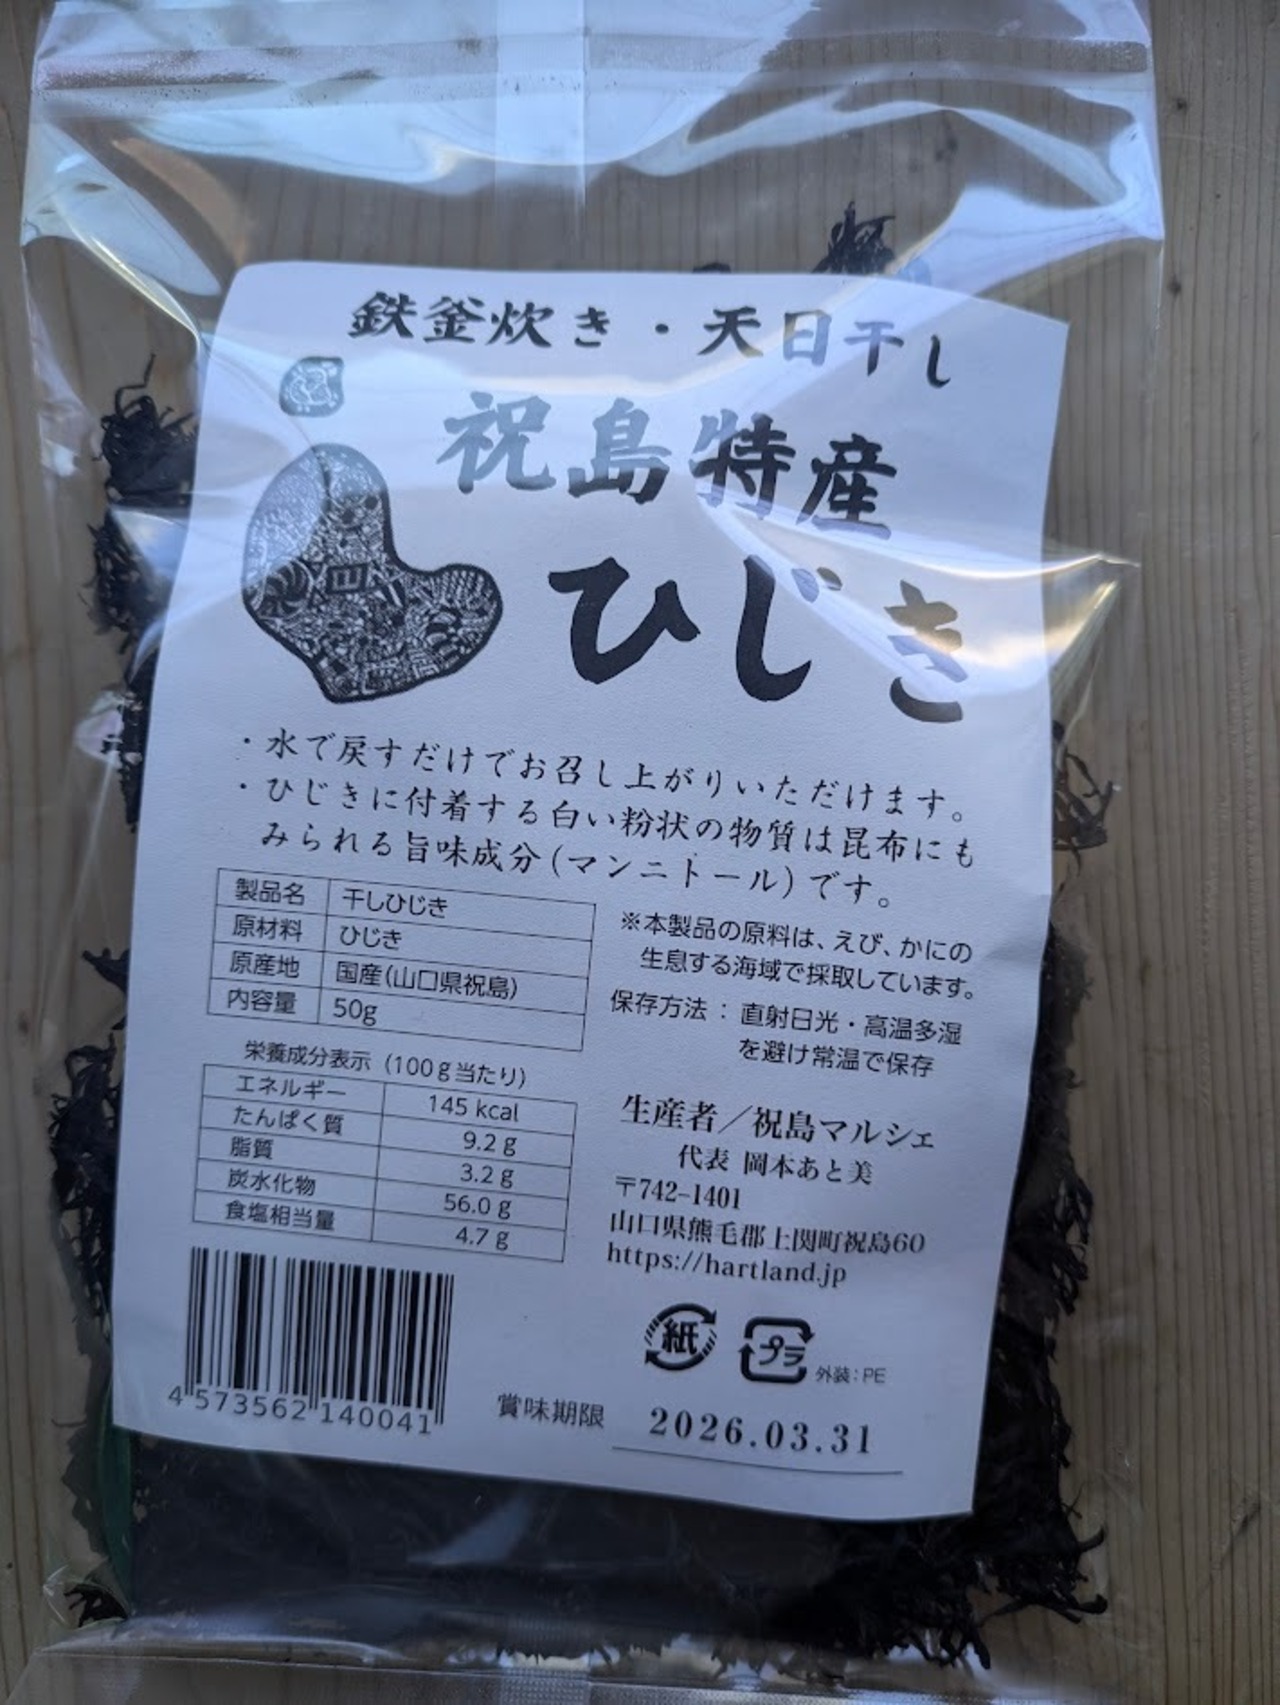 鉄釜炊き・天日干し
祝島特産
ひじき
・水で戻すだけでお召し上がりいただけます。
・ひじきに付着する白い粉状の物質は昆布にも
みられる旨味成分(マンニトール)です。
製品名 干しひじき
原材料 ひじき
原産地 国産(山口県祝島)
内容量 50g
※本製品の原料は、えび、かにの
生息する海域で採取しています。
保存方法：直射日光・高温多湿
を避け常温で保存
栄養成分表示 (100g当たり)
エネルギー 145 kcal
たんぱく質 9.2 g
脂質 3.2 g
炭水化物 56.0 g
食塩相当量 4.7 g
生産者／祝島マルシェ
代表 岡本あと美
〒742-1401
山口県熊毛郡上関町祝島60
https://hartland.jp
紙 プラ 外装：PE
4 573562 140041
賞味期限 2026.03.31